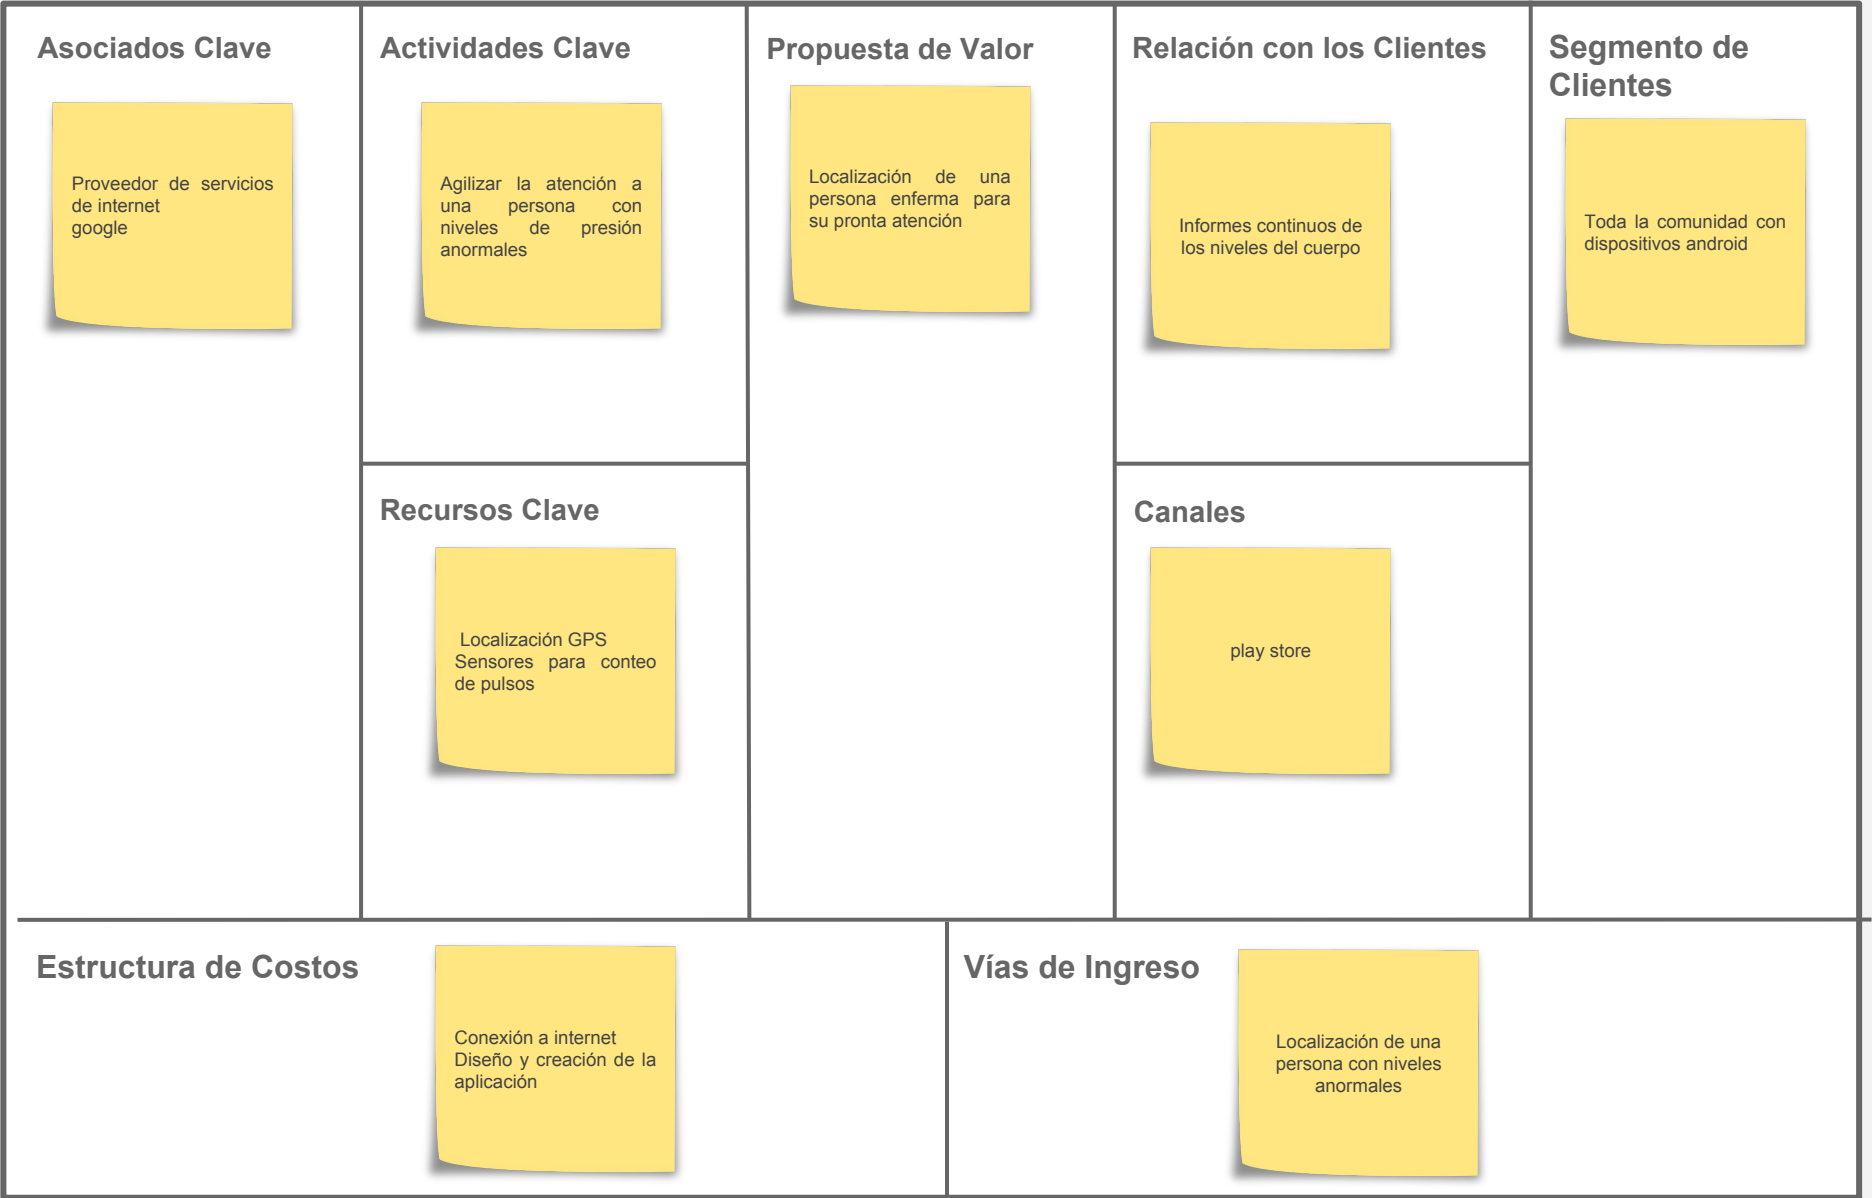 Asociados Clave
Proveedor de servicios
de internet
google
Actividades Clave
Agilizar la atención a
una persona con
niveles de presión
anormales
Recursos Clave
Localización GPS
Sensores para conteo
de pulsos
Propuesta de Valor
Localización de una
persona enferma para
su pronta atención
Relación con los Clientes
Informes continuos de
los niveles del cuerpo
Canales
play store
Segmento de
Clientes
Toda la comunidad con
dispositivos android
Estructura de Costos
Conexión a internet
Diseño y creación de la
aplicación
Vías de Ingreso
Localización de una
persona con niveles
anormales